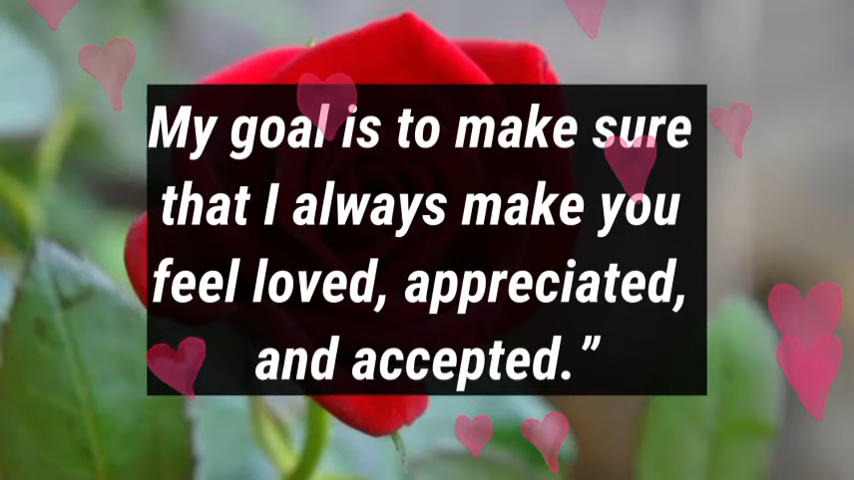 My goal is to make sure
that I always make you
feel loved, appreciated,
and accepted.”